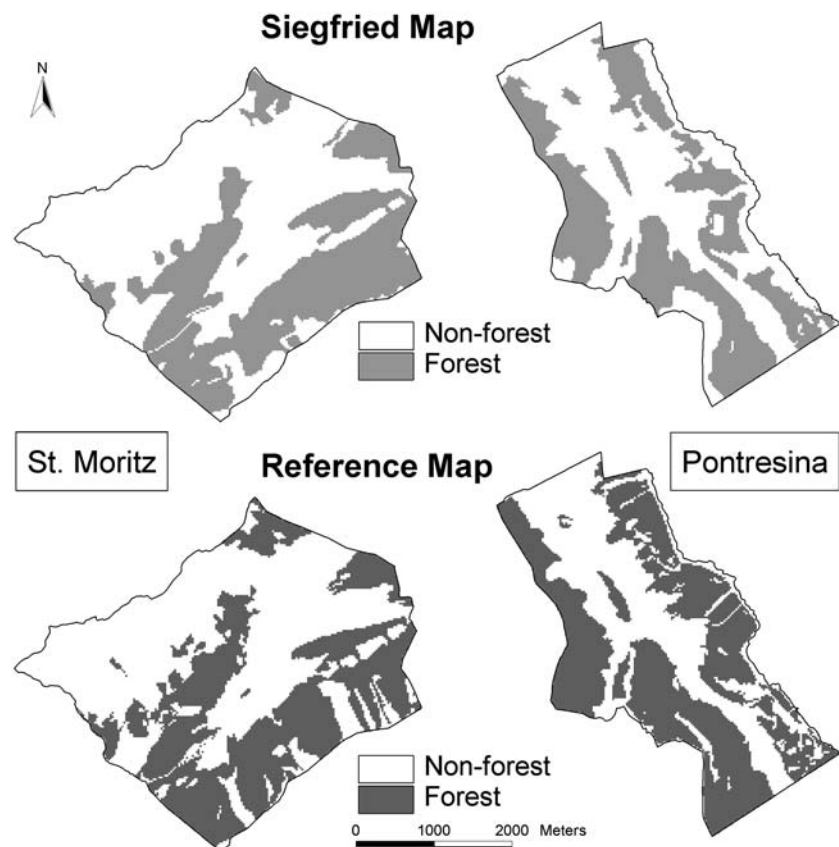 Siegfried Map
N
Non-forest
Forest
St. Moritz
Reference Map
Pontresina
Non-forest
Forest
0 1000 2000 Meters